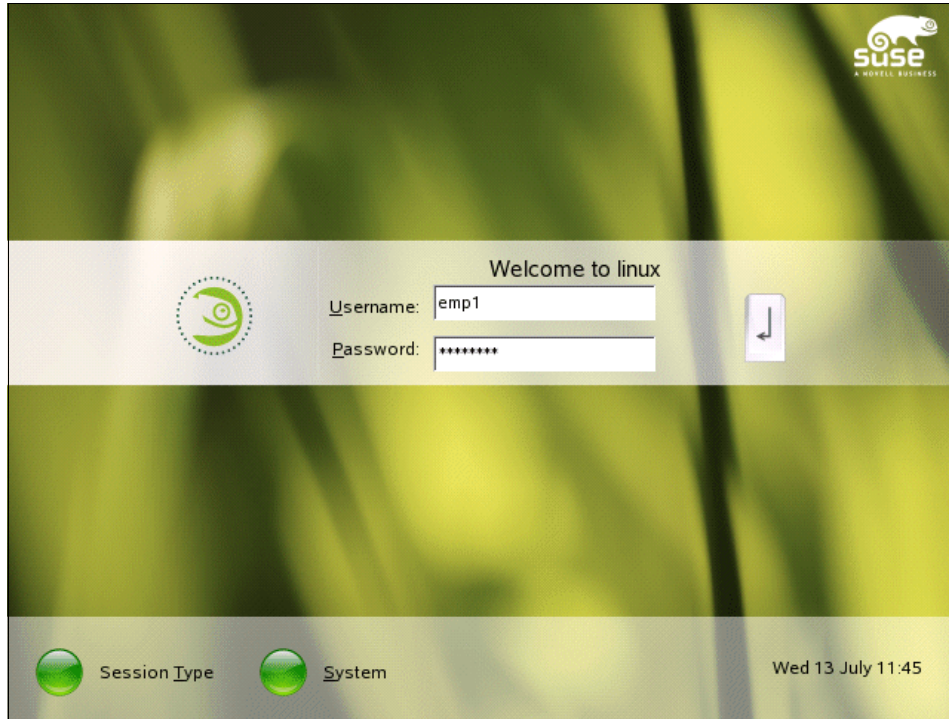 suse
A NOVELL BUSINESS
Welcome to linux
Username: emp1
Password: ********
Session Type
System
Wed 13 July 11:45